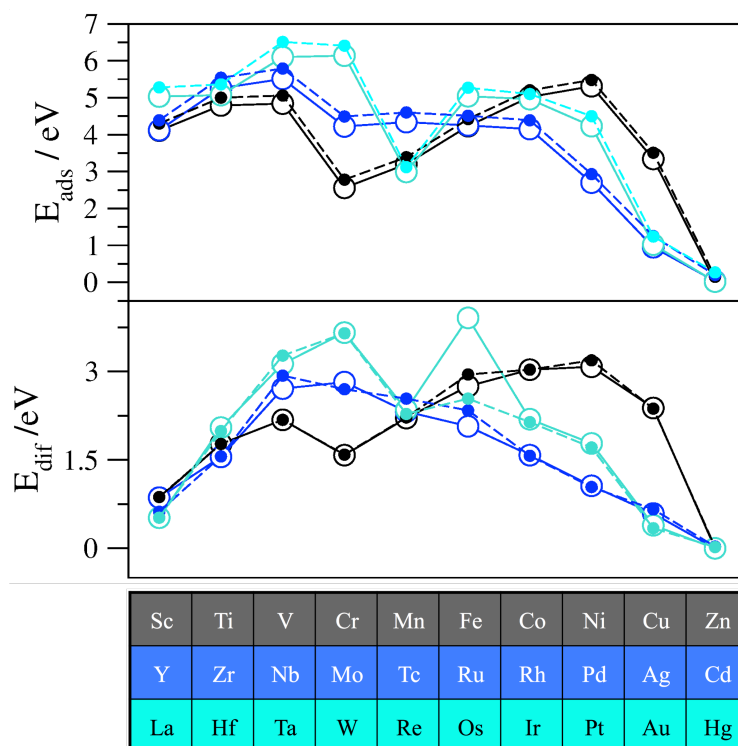 7
6
5
4
3
2
1
0
E_ads / eV
3
1.5
0
E_dif /eV
Sc Ti V Cr Mn Fe Co Ni Cu Zn
Y Zr Nb Mo Tc Ru Rh Pd Ag Cd
La Hf Ta W Re Os Ir Pt Au Hg